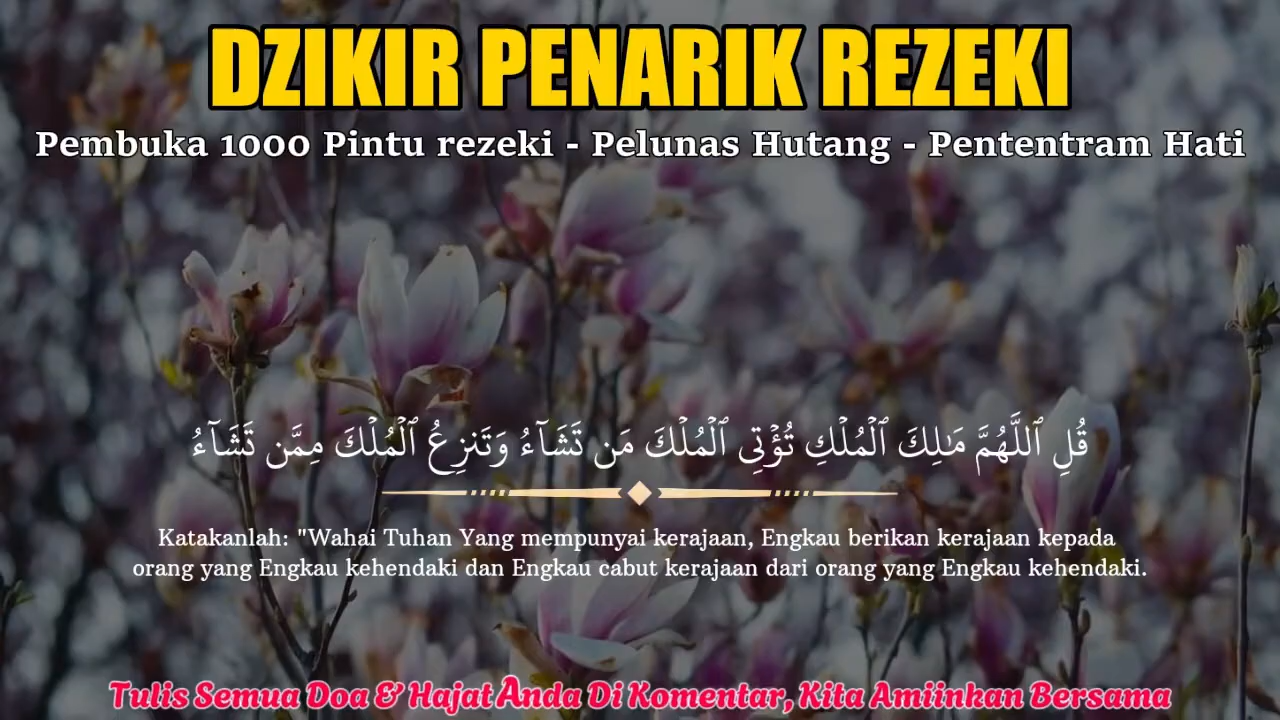 DZIKIR PENARIK REZEKI
Pembuka 1000 Pintu rezeki - Pelunas Hutang - Pententram Hati
قُلِ ٱللَّهُمَّ مَـٰلِكَ ٱلْمُلْكِ تُؤْتِى ٱلْمُلْكَ مَن تَشَآءُ وَتَنزِعُ ٱلْمُلْكَ مِمَّن تَشَآءُ
Katakanlah: "Wahai Tuhan Yang mempunyai kerajaan, Engkau berikan kerajaan kepada
orang yang Engkau kehendaki dan Engkau cabut kerajaan dari orang yang Engkau kehendaki.
Tulis Semua Doa & Hajat Anda Di Komentar, Kita Amiinkan Bersama